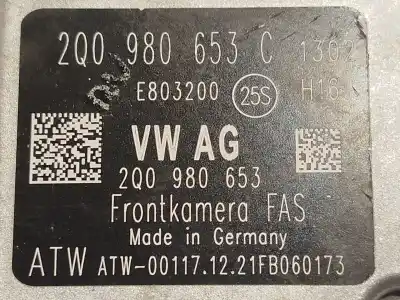 2Q0 980 653 C 1302
E803200 25S H16
VW AG
2Q0 980 653
Frontkamera FAS
Made in Germany
ATW ATW-00117.12.21FB060173